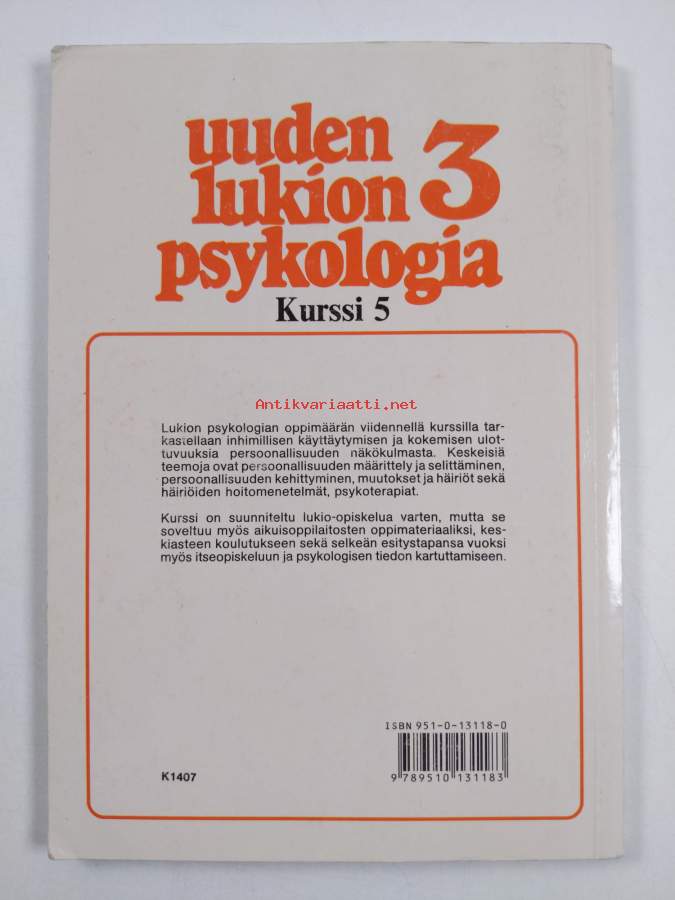 uuden
lukion 3
psykologia
Kurssi 5
Antikvariaatti.net
Lukion psykologian oppimäärän viidennellä kurssilla tar-
kastellaan inhimillisen käyttäytymisen ja kokemisen ulot-
tuvuuksia persoonallisuuden näkökulmasta. Keskeisiä
teemoja ovat persoonallisuuden määrittely ja selittäminen,
persoonallisuuden kehittyminen, muutokset ja häiriöt sekä
häiriöiden hoitomenetelmät, psykoterapiat.
Kurssi on suunniteltu lukio-opiskelua varten, mutta se
soveltuu myös aikuisoppilaitosten oppimateriaaliksi, kes-
kiasteen koulutukseen sekä selkeän esitystapansa vuoksi
myös itseopiskeluun ja psykologisen tiedon kartuttamiseen.
ISBN 951-0-13118-0
9 789510 131183
K1407